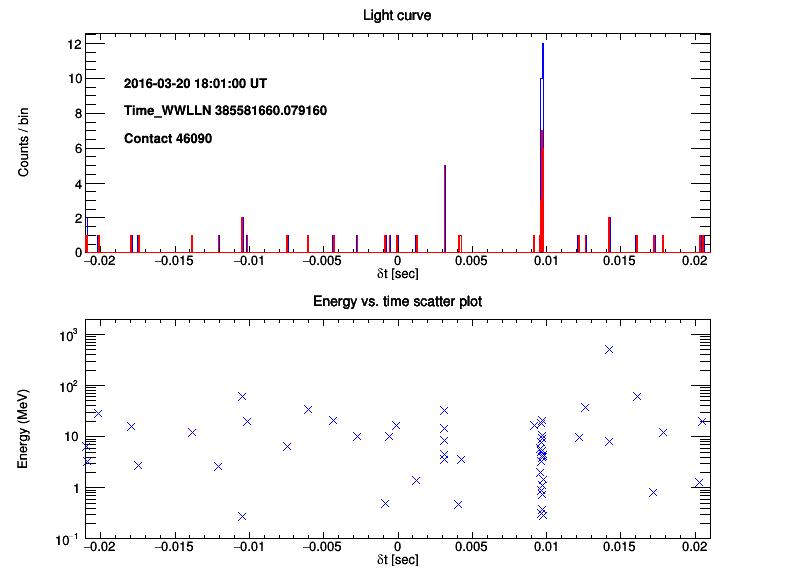 Light curve
Counts / bin
12
10
8
6
4
2
0
2016-03-20 18:01:00 UT
Time_WWLLN 385581660.079160
Contact 46090
−0.02 −0.015 −0.01 −0.005 0 0.005 0.01 0.015 0.02
δt [sec]
Energy vs. time scatter plot
Energy (MeV)
10³
10²
10
1
10⁻¹
−0.02 −0.015 −0.01 −0.005 0 0.005 0.01 0.015 0.02
δt [sec]